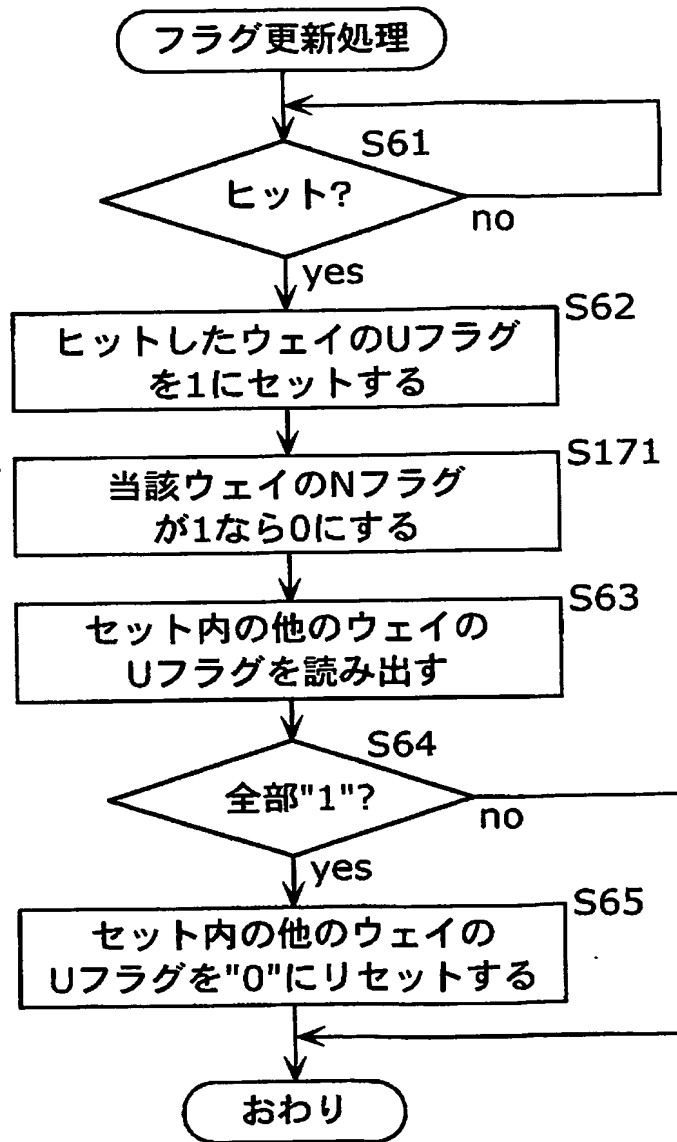 フラグ更新処理
S61
ヒット?
no
yes
S62
ヒットしたウェイのUフラグ
を1にセットする
S171
当該ウェイのNフラグ
が1なら0にする
S63
セット内の他のウェイの
Uフラグを読み出す
S64
全部"1"?
no
yes
S65
セット内の他のウェイの
Uフラグを"0"にリセットする
おわり